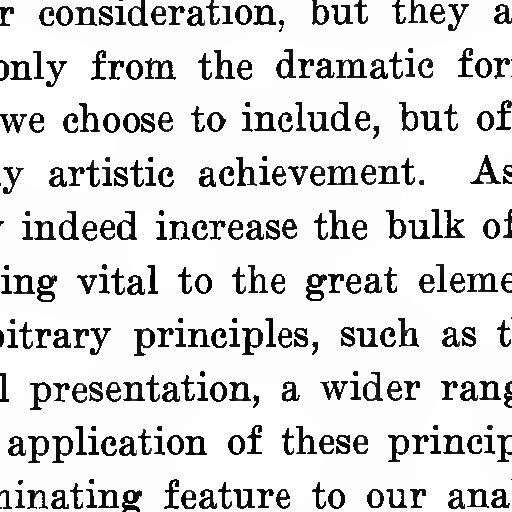 r consideration, but they a
only from the dramatic for
we choose to include, but of
y artistic achievement. As
indeed increase the bulk of
ing vital to the great eleme
bitrary principles, such as t
l presentation, a wider rang
application of these princip
minating feature to our anal